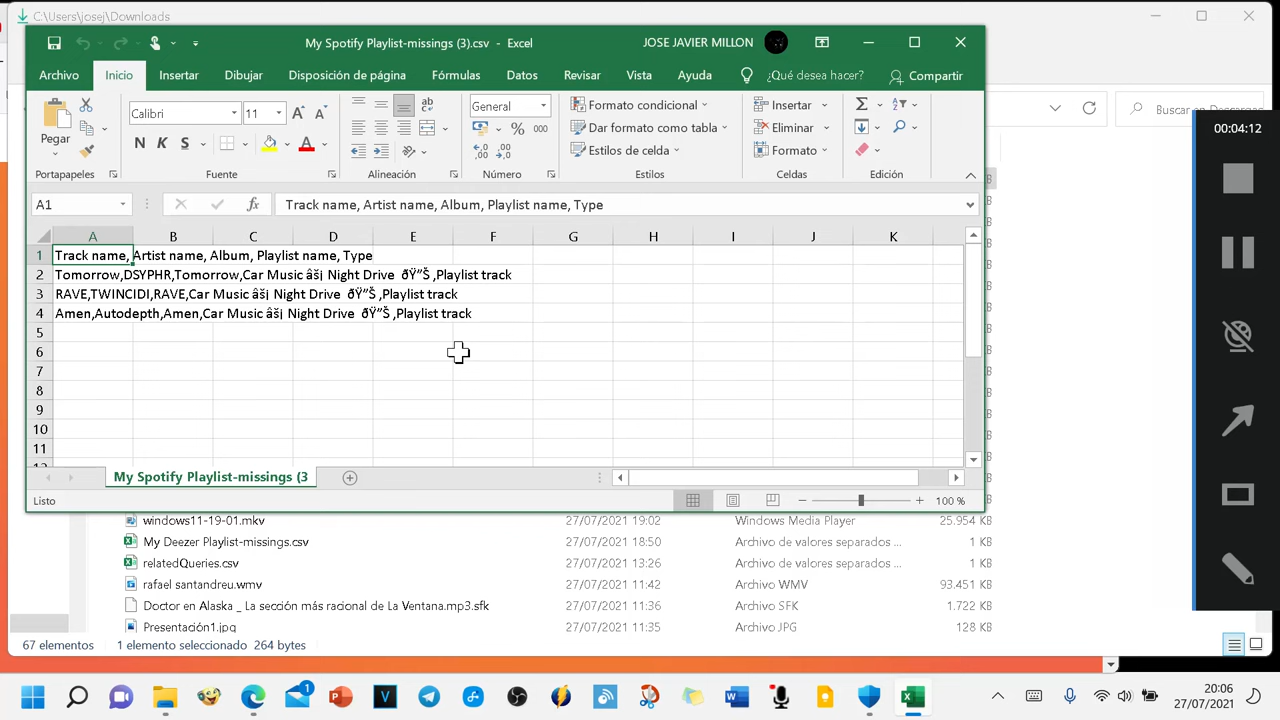 C:\Users\josej\Downloads
My Spotify Playlist-missings (3).csv - Excel
JOSE JAVIER MILLON
Archivo Inicio Insertar Dibujar Disposición de página Fórmulas Datos Revisar Vista Ayuda ¿Qué desea hacer? Compartir
Pegar
Calibri 11
N K S
General
% 000
Formato condicional
Dar formato como tabla
Estilos de celda
Insertar
Eliminar
Formato
Portapapeles Fuente Alineación Número Estilos Celdas Edición
Buscar en Descargas
00:04:12
A1 fx Track name, Artist name, Album, Playlist name, Type
A B C D E F G H I J K
1 Track name, Artist name, Album, Playlist name, Type
2 Tomorrow,DSYPHR,Tomorrow,Car Music âš¡ Night Drive ðŸ”Š ,Playlist track
3 RAVE,TWINCIDI,RAVE,Car Music âš¡ Night Drive ðŸ”Š ,Playlist track
4 Amen,Autodepth,Amen,Car Music âš¡ Night Drive ðŸ”Š ,Playlist track
5
6
7
8
9
10
11
My Spotify Playlist-missings (3
Listo 100 %
windows11-19-01.mkv 27/07/2021 19:02 Windows Media Player 25.954 KB
My Deezer Playlist-missings.csv 27/07/2021 18:50 Archivo de valores separados ... 1 KB
relatedQueries.csv 27/07/2021 13:26 Archivo de valores separados ... 1 KB
rafael santandreu.wmv 27/07/2021 11:42 Archivo WMV 93.451 KB
Doctor en Alaska _ La sección más racional de La Ventana.mp3.sfk 27/07/2021 11:36 Archivo SFK 1.722 KB
Presentación1.jpg 27/07/2021 11:35 Archivo JPG 128 KB
67 elementos 1 elemento seleccionado 264 bytes
20:06
27/07/2021